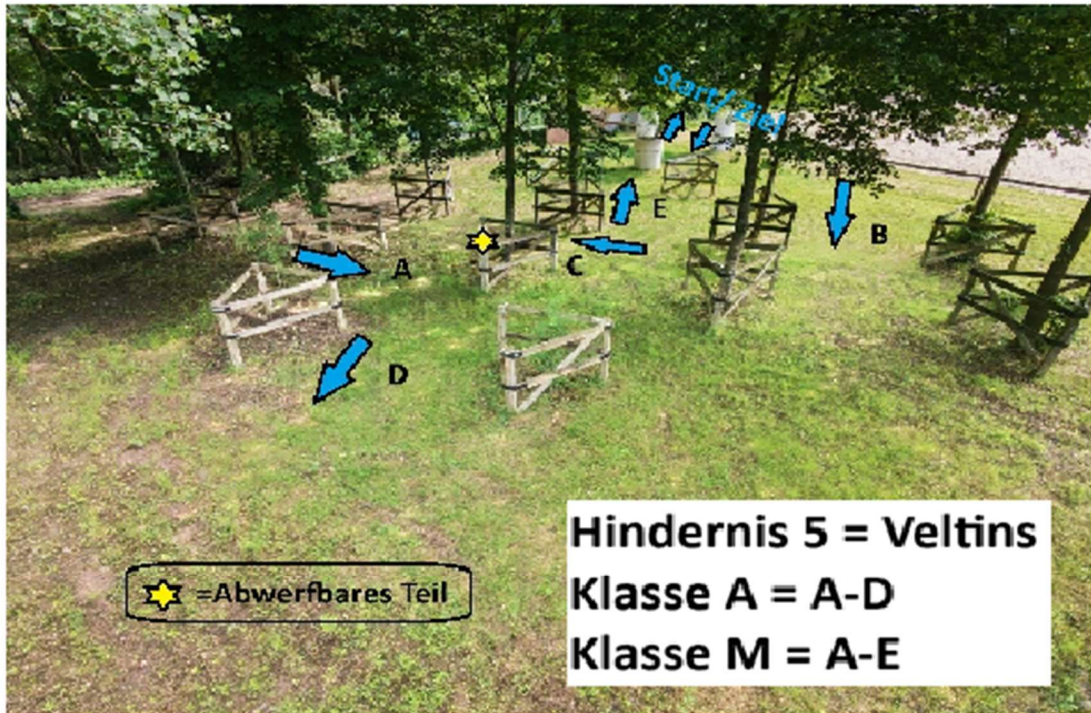 Start/ Ziel
E
B
A
C
D
Hindernis 5 = Veltins
Klasse A = A-D
Klasse M = A-E
=Abwerfbares Teil